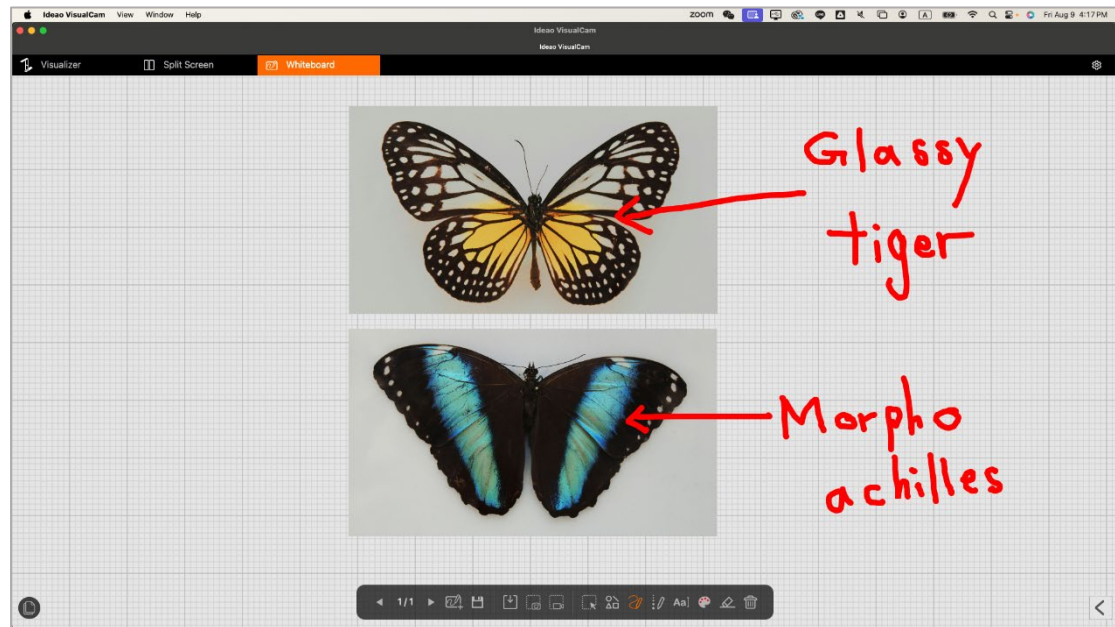 Ideao VisualCam View Window Help zoom A Fri Aug 9 4:17 PM
Ideao VisualCam
Ideao VisualCam
Visualizer Split Screen Whiteboard
Glassy
tiger
Morpho
achilles
1/1 Aa